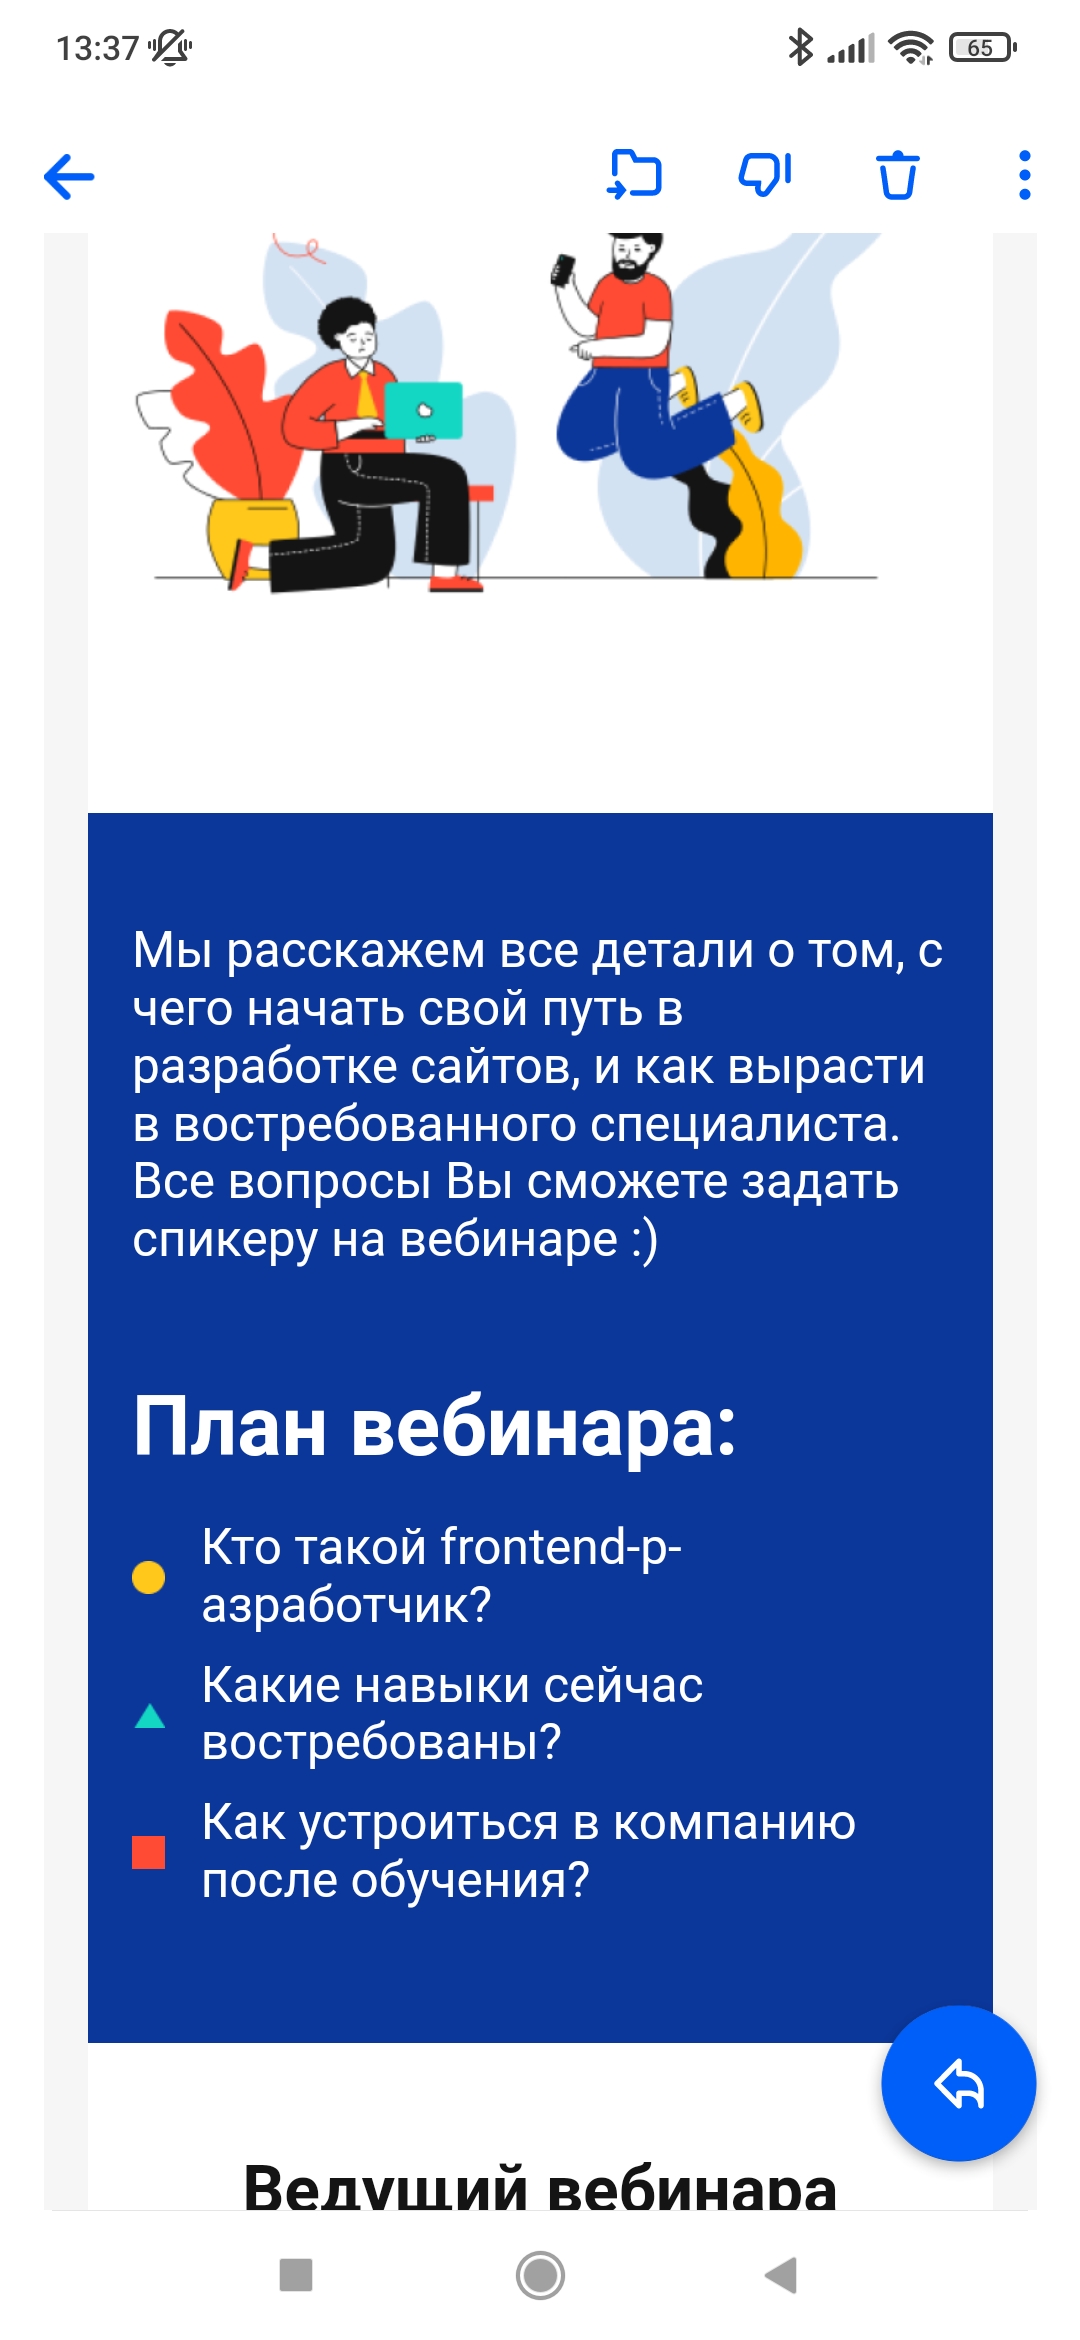 13:37
65
Мы расскажем все детали о том, с
чего начать свой путь в
разработке сайтов, и как вырасти
в востребованного специалиста.
Все вопросы Вы сможете задать
спикеру на вебинаре :)
План вебинара:
Кто такой frontend-р-
азработчик?
Какие навыки сейчас
востребованы?
Как устроиться в компанию
после обучения?
Ведущий вебинара